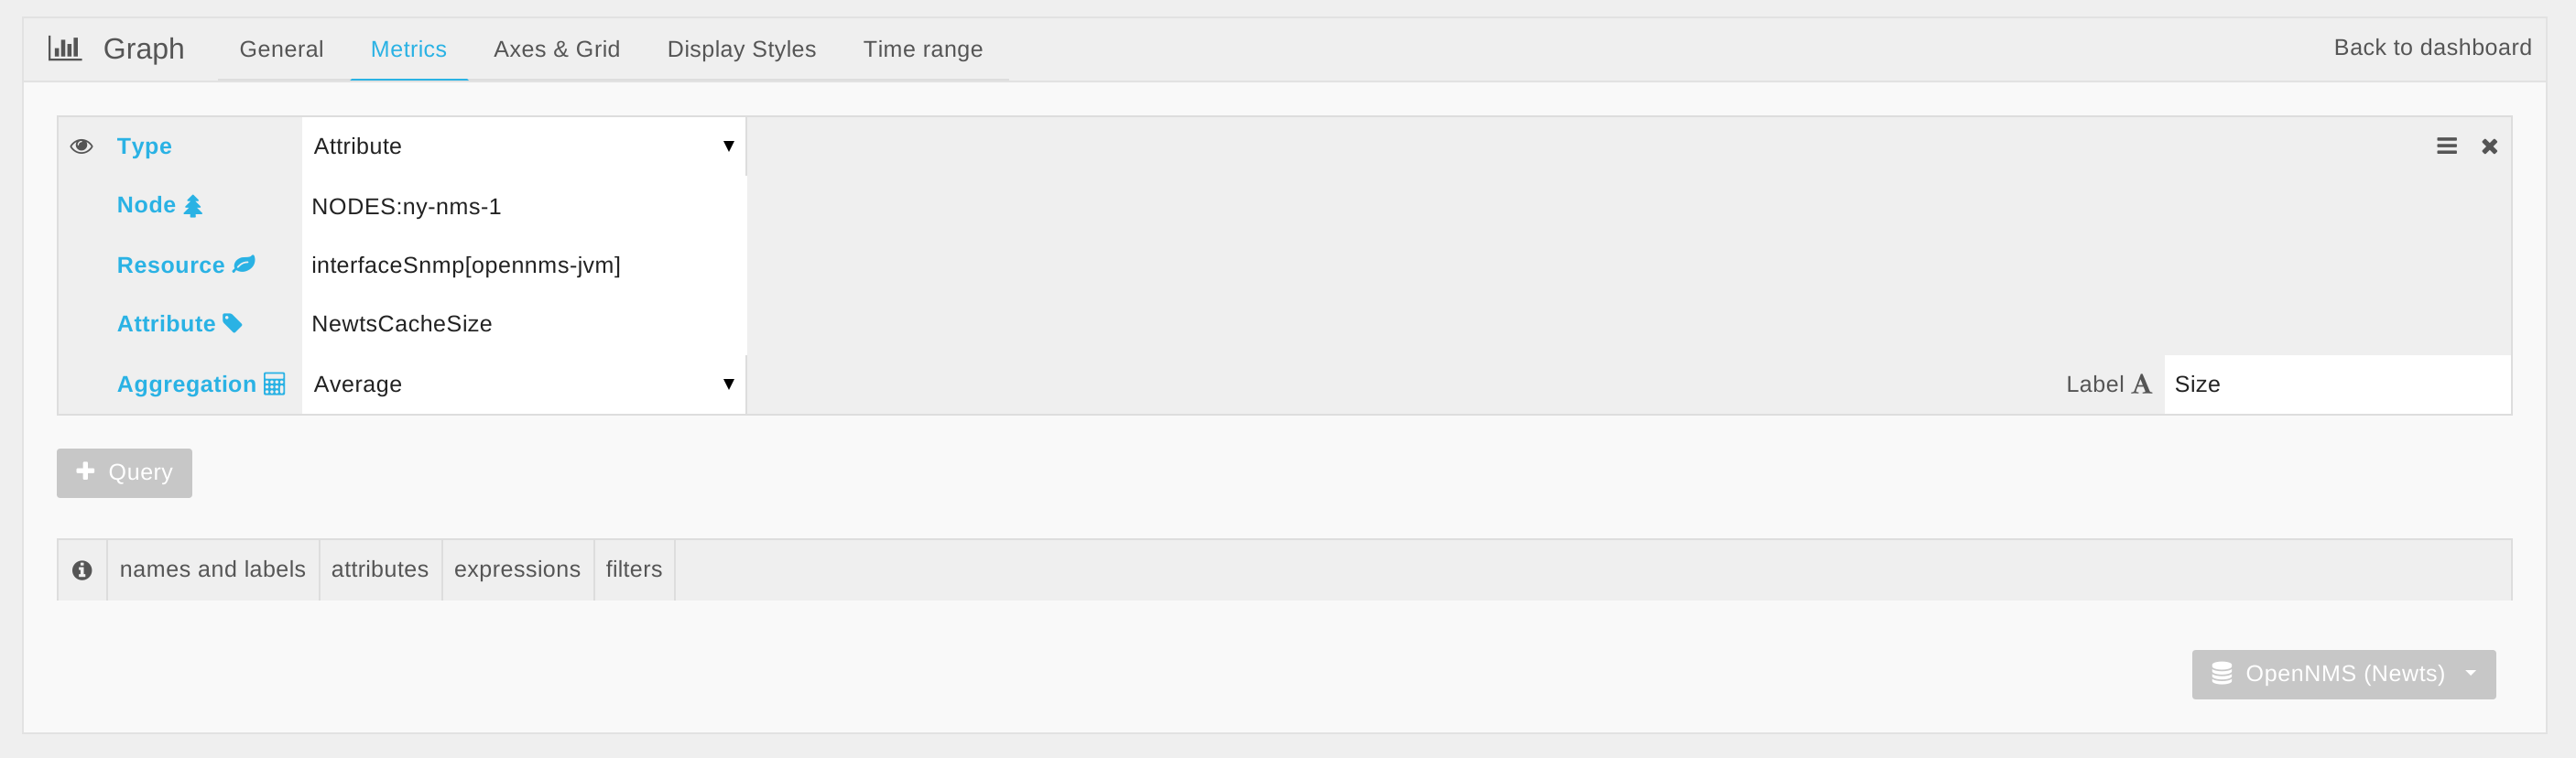 Graph General Metrics Axes & Grid Display Styles Time range Back to dashboard
Type Attribute
Node NODES:ny-nms-1
Resource interfaceSnmp[opennms-jvm]
Attribute NewtsCacheSize
Aggregation Average Label Size
Query
names and labels attributes expressions filters
OpenNMS (Newts)